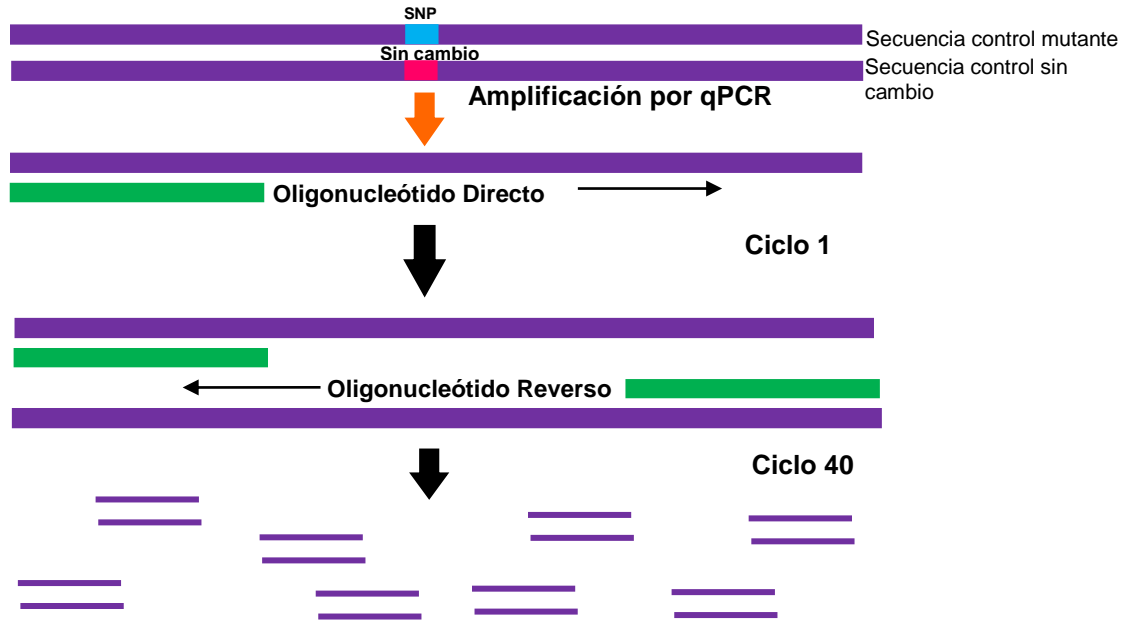 SNP
Secuencia control mutante
Sin cambio
Secuencia control sin
cambio
Amplificación por qPCR
Oligonucleótido Directo
Ciclo 1
Oligonucleótido Reverso
Ciclo 40